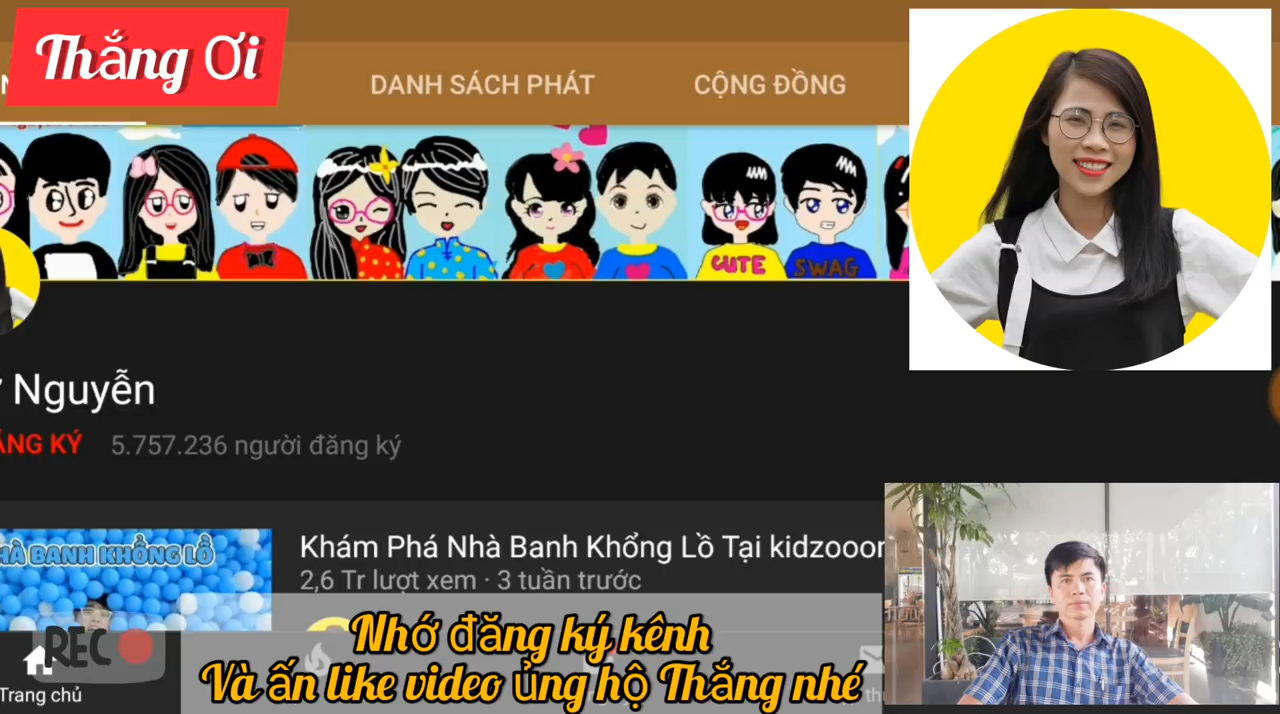 Thắng Ơi
DANH SÁCH PHÁT
CỘNG ĐỒNG
CUTE
SWAG
Nguyễn
ĂNG KÝ
5.757.236 người đăng ký
HÀ BANH KHỔNG LỒ
Khám Phá Nhà Banh Khổng Lồ Tại kidzooor
2,6 Tr lượt xem · 3 tuần trước
REC
Nhớ đăng ký kênh
Và ấn like video ủng hộ Thắng nhé
Trang chủ